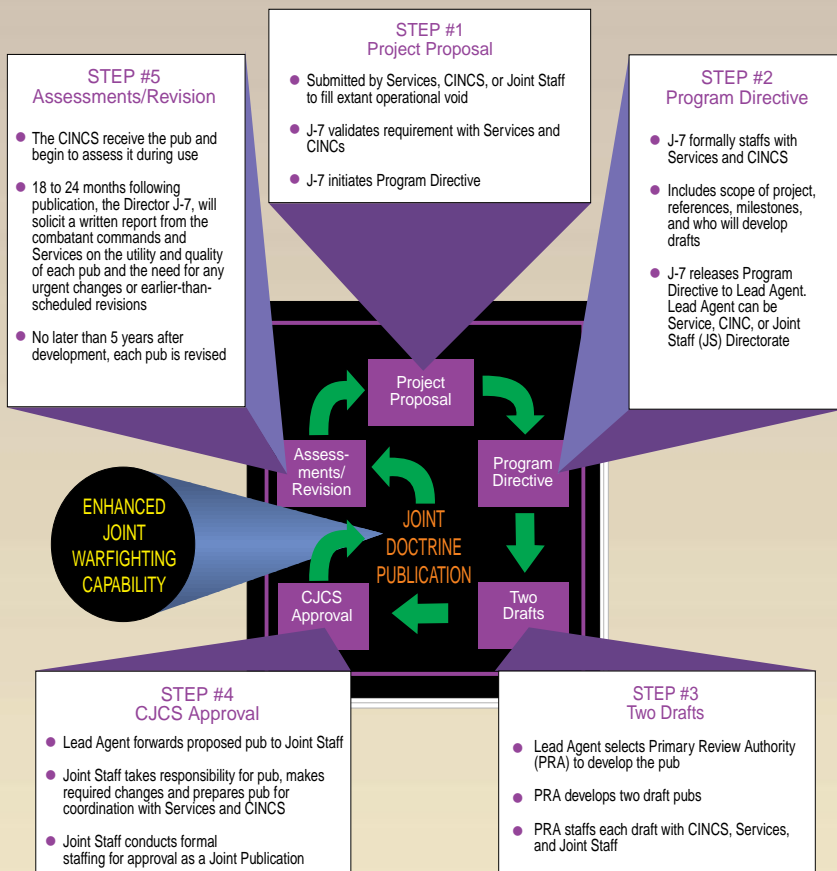 STEP #1
Project Proposal
Submitted by Services, CINCS, or Joint Staff
to fill extant operational void
J-7 validates requirement with Services and
CINCs
J-7 initiates Program Directive
STEP #5
Assessments/Revision
The CINCS receive the pub and
begin to assess it during use
18 to 24 months following
publication, the Director J-7, will
solicit a written report from the
combatant commands and
Services on the utility and quality
of each pub and the need for any
urgent changes or earlier-than-
scheduled revisions
No later than 5 years after
development, each pub is revised
STEP #2
Program Directive
J-7 formally staffs with
Services and CINCS
Includes scope of project,
references, milestones,
and who will develop
drafts
J-7 releases Program
Directive to Lead Agent.
Lead Agent can be
Service, CINC, or Joint
Staff (JS) Directorate
Project
Proposal
Assess-
ments/
Revision
Program
Directive
ENHANCED
JOINT
WARFIGHTING
CAPABILITY
JOINT
DOCTRINE
PUBLICATION
CJCS
Approval
Two
Drafts
STEP #4
CJCS Approval
Lead Agent forwards proposed pub to Joint Staff
Joint Staff takes responsibility for pub, makes
required changes and prepares pub for
coordination with Services and CINCS
Joint Staff conducts formal
staffing for approval as a Joint Publication
STEP #3
Two Drafts
Lead Agent selects Primary Review Authority
(PRA) to develop the pub
PRA develops two draft pubs
PRA staffs each draft with CINCS, Services,
and Joint Staff